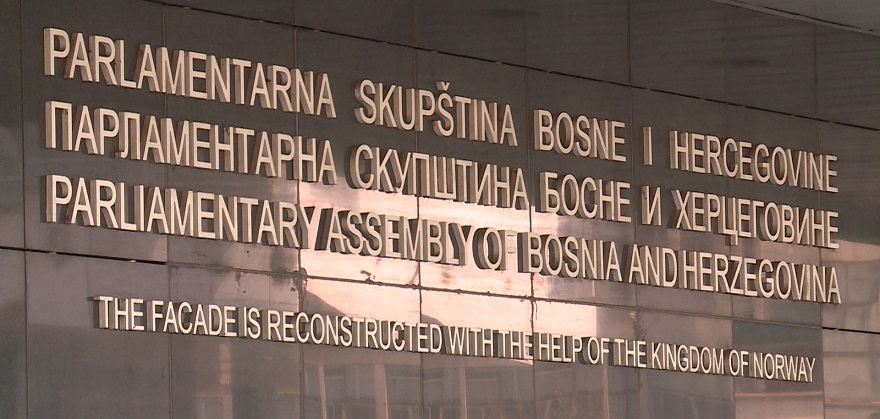 PARLAMENTARNA SKUPŠTINA BOSNE I HERCEGOVINE
ПАРЛАМЕНТАРНА СКУПШТИНА БОСНЕ И ХЕРЦЕГОВИНЕ
PARLIAMENTARY ASSEMBLY OF BOSNIA AND HERZEGOVINA
THE FACADE IS RECONSTRUCTED WITH THE HELP OF THE KINGDOM OF NORWAY